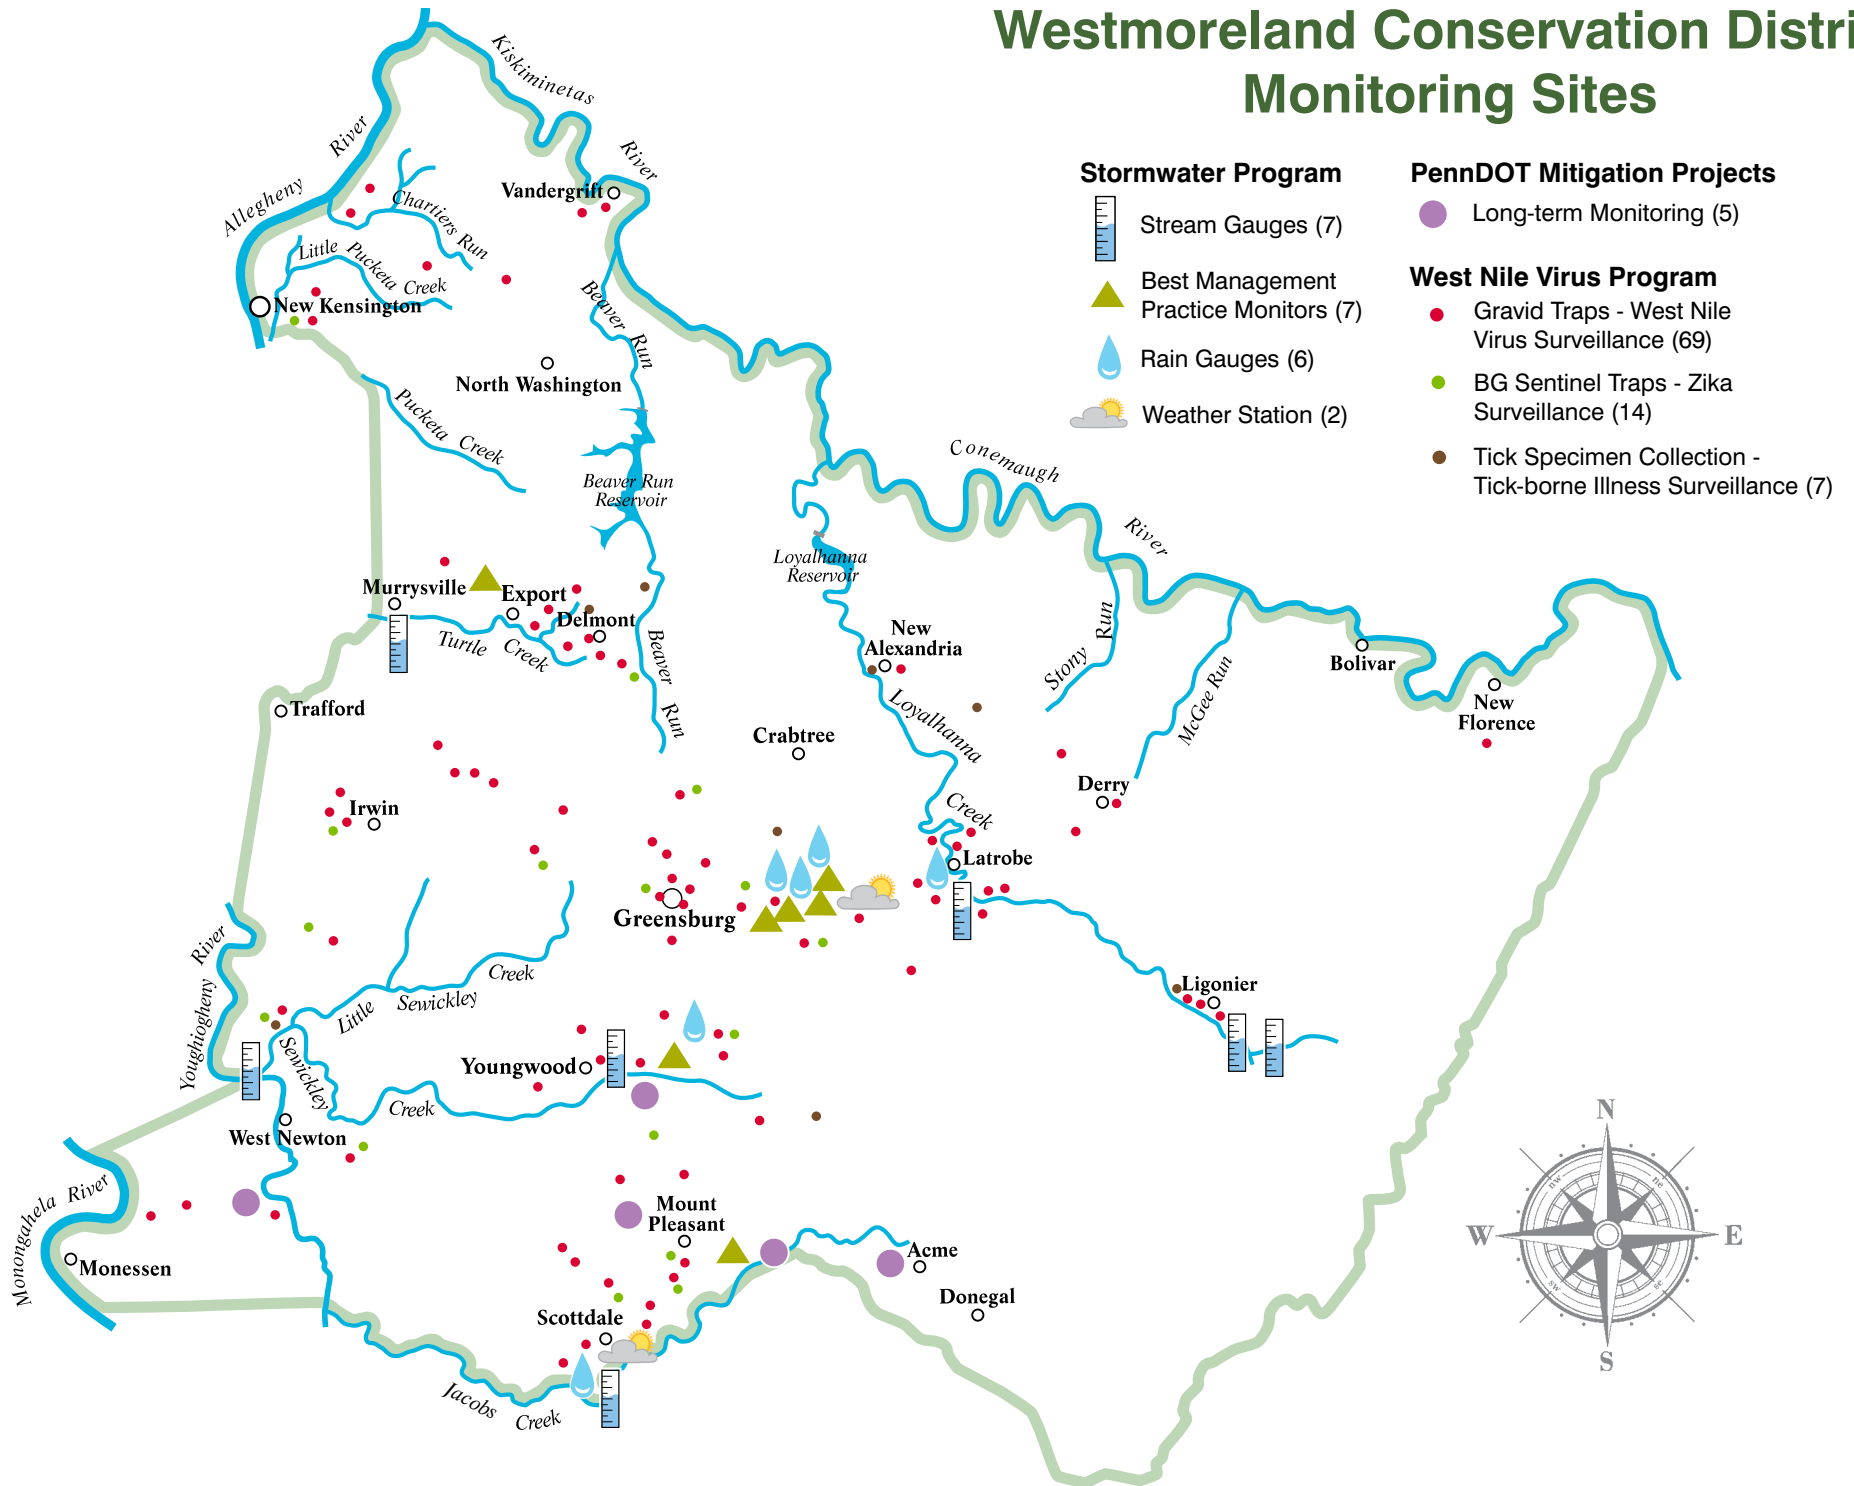 Westmoreland Conservation Distri
Monitoring Sites
Stormwater Program
Stream Gauges (7)
Best Management
Practice Monitors (7)
Rain Gauges (6)
Weather Station (2)
PennDOT Mitigation Projects
Long-term Monitoring (5)
West Nile Virus Program
Gravid Traps - West Nile
Virus Surveillance (69)
BG Sentinel Traps - Zika
Surveillance (14)
Tick Specimen Collection -
Tick-borne Illness Surveillance (7)
Kiskiminetas
River
Allegheny
River
Vandergrift
Chartiers Run
Little Pucketa Creek
New Kensington
Beaver Run
North Washington
Pucketa Creek
Beaver Run
Reservoir
Conemaugh
River
Loyalhanna
Reservoir
Murrysville
Export
Delmont
Turtle Creek
Beaver Run
New
Alexandria
Stony Run
McGee Run
Bolivar
New
Florence
Trafford
Loyalhanna
Creek
Crabtree
Derry
Irwin
Latrobe
Greensburg
Youghiogheny River
Little Sewickley Creek
Ligonier
Sewickley
Creek
Youngwood
West Newton
Monongahela River
Monessen
Mount
Pleasant
Acme
Donegal
Scottdale
Jacobs Creek
N
nw
ne
W
E
sw
se
S